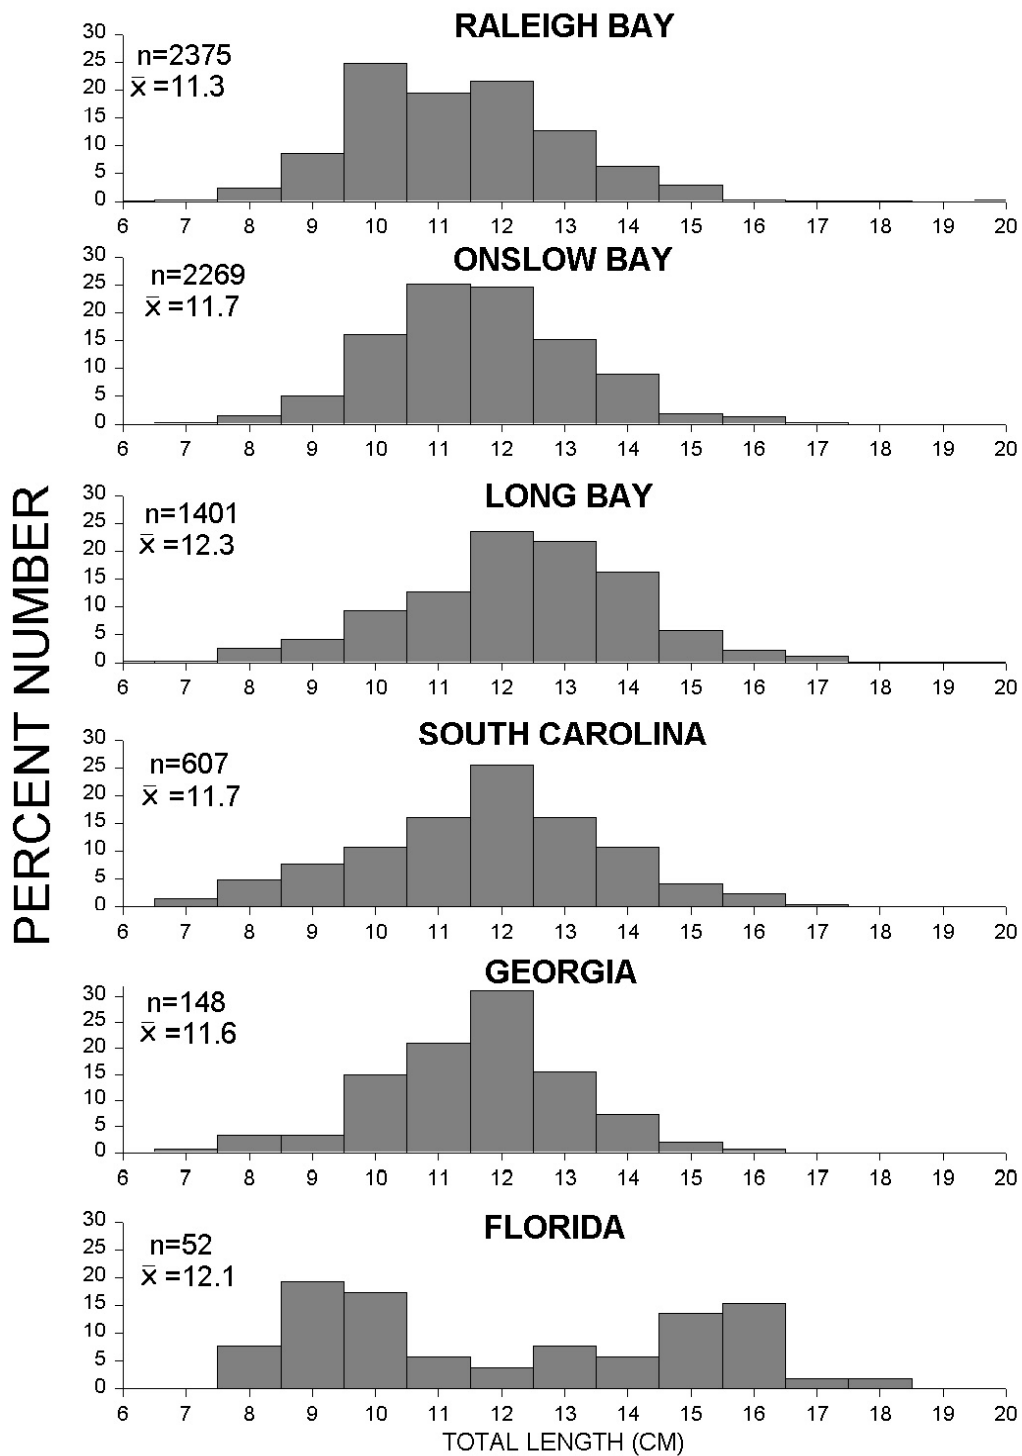 RALEIGH BAY
n=2375
x̄ =11.3
30
25
20
15
10
5
0
6 7 8 9 10 11 12 13 14 15 16 17 18 13 20
ONSLOW BAY
n=2269
x̄ =11.7
30
25
20
15
10
5
0
6 7 8 9 10 11 12 13 14 15 16 17 18 19 20
LONG BAY
n=1401
x̄ =12.3
30
25
20
15
10
5
0
6 7 8 9 10 11 12 13 14 15 16 17 18 19 20
PERCENT NUMBER
SOUTH CAROLINA
n=607
x̄ =11.7
30
25
20
15
10
5
0
6 7 8 9 10 11 12 13 14 15 16 17 18 19 20
GEORGIA
n=148
x̄ =11.6
30
25
20
15
10
5
0
6 7 8 9 10 11 12 13 14 15 16 17 18 19 20
FLORIDA
n=52
x̄ =12.1
30
25
20
15
10
5
0
6 7 8 9 10 11 12 13 14 15 16 17 18 19 20
TOTAL LENGTH (CM)